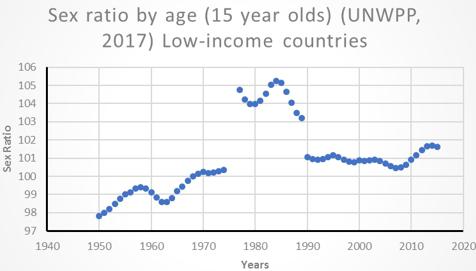 Sex ratio by age (15 year olds) (UNWPP,
2017) Low-income countries
106
105
104
103
102
101
100
99
98
97
Sex Ratio
1940 1950 1960 1970 1980 1990 2000 2010 2020
Years